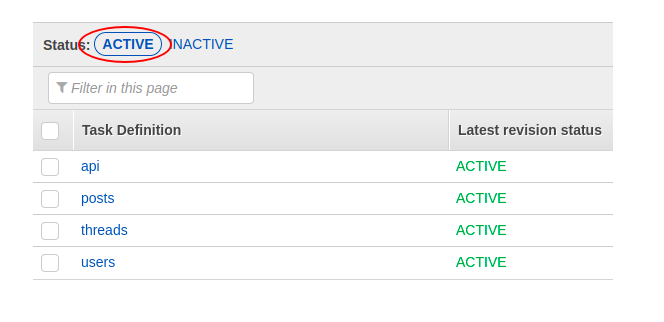 Status: ACTIVE INACTIVE
Filter in this page
Task Definition Latest revision status
api ACTIVE
posts ACTIVE
threads ACTIVE
users ACTIVE